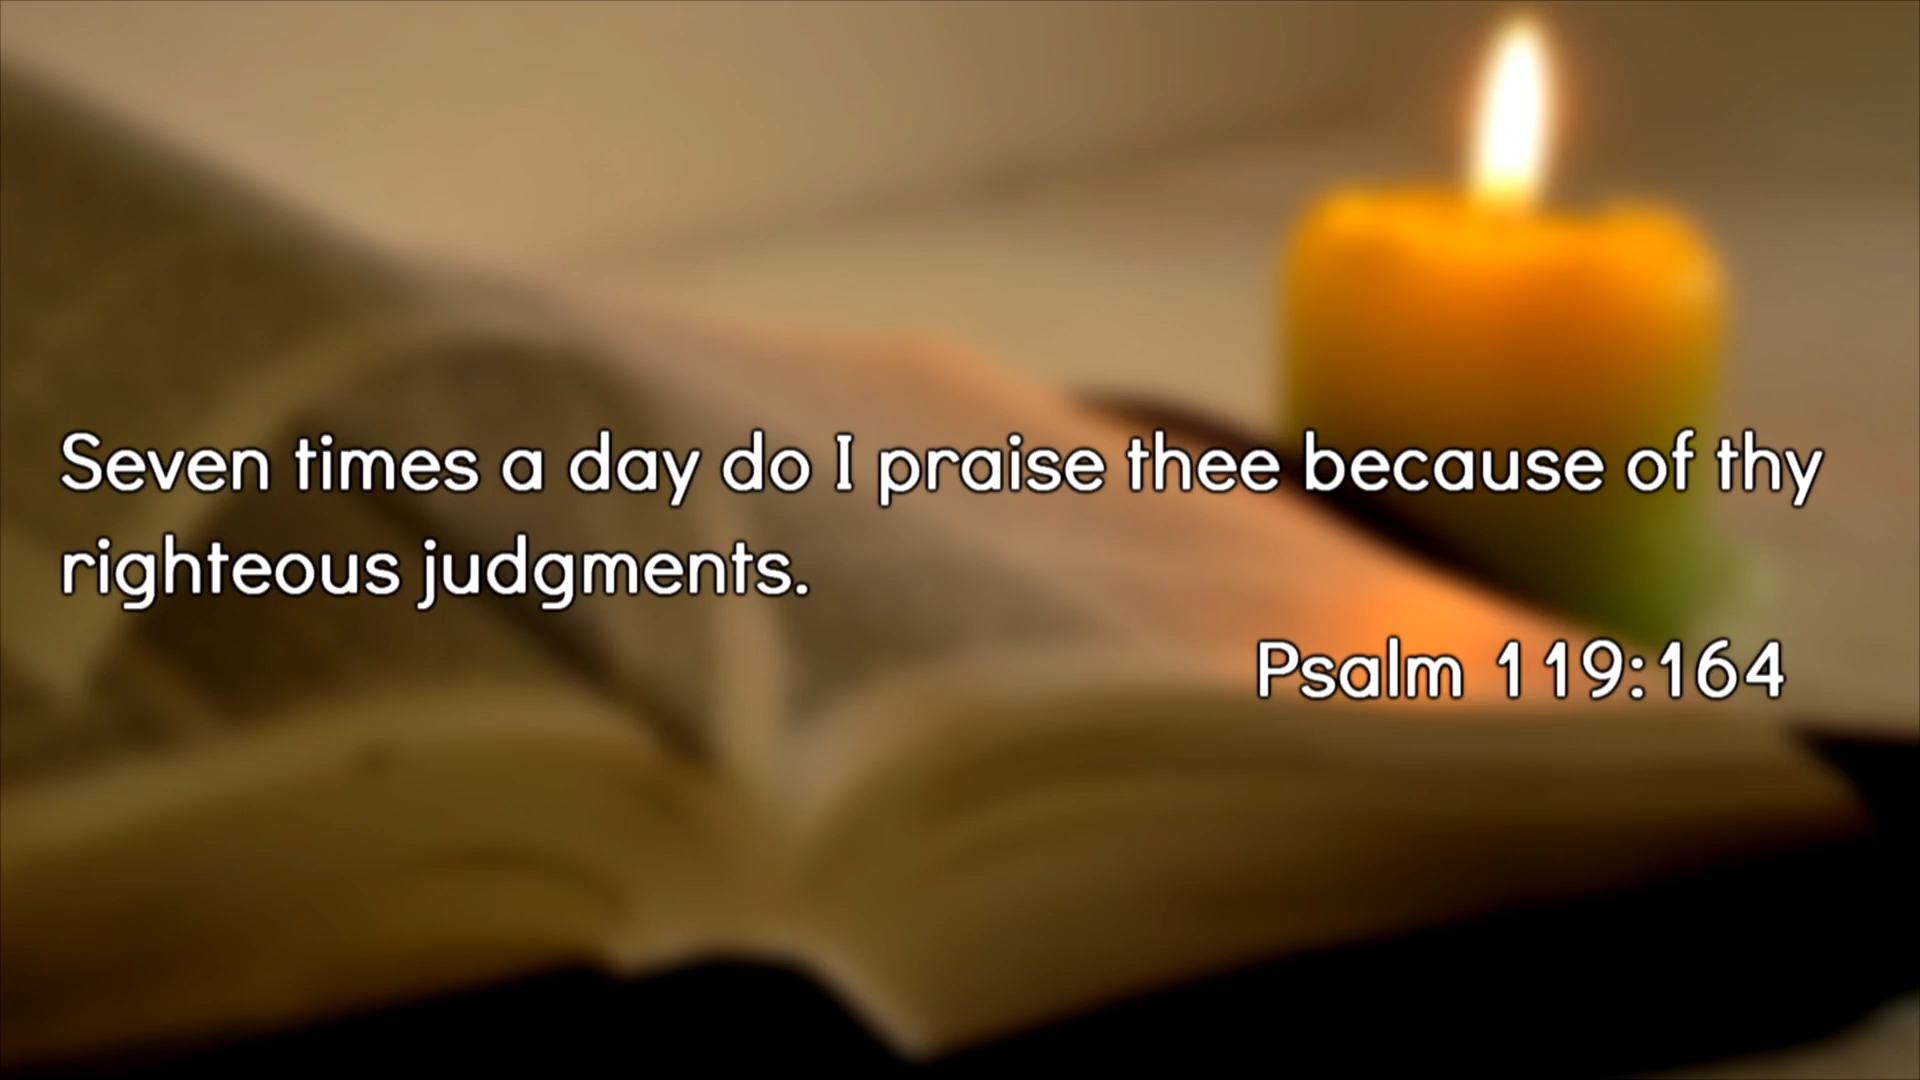 Seven times a day do I praise thee because of thy
righteous judgments.
Psalm 119:164